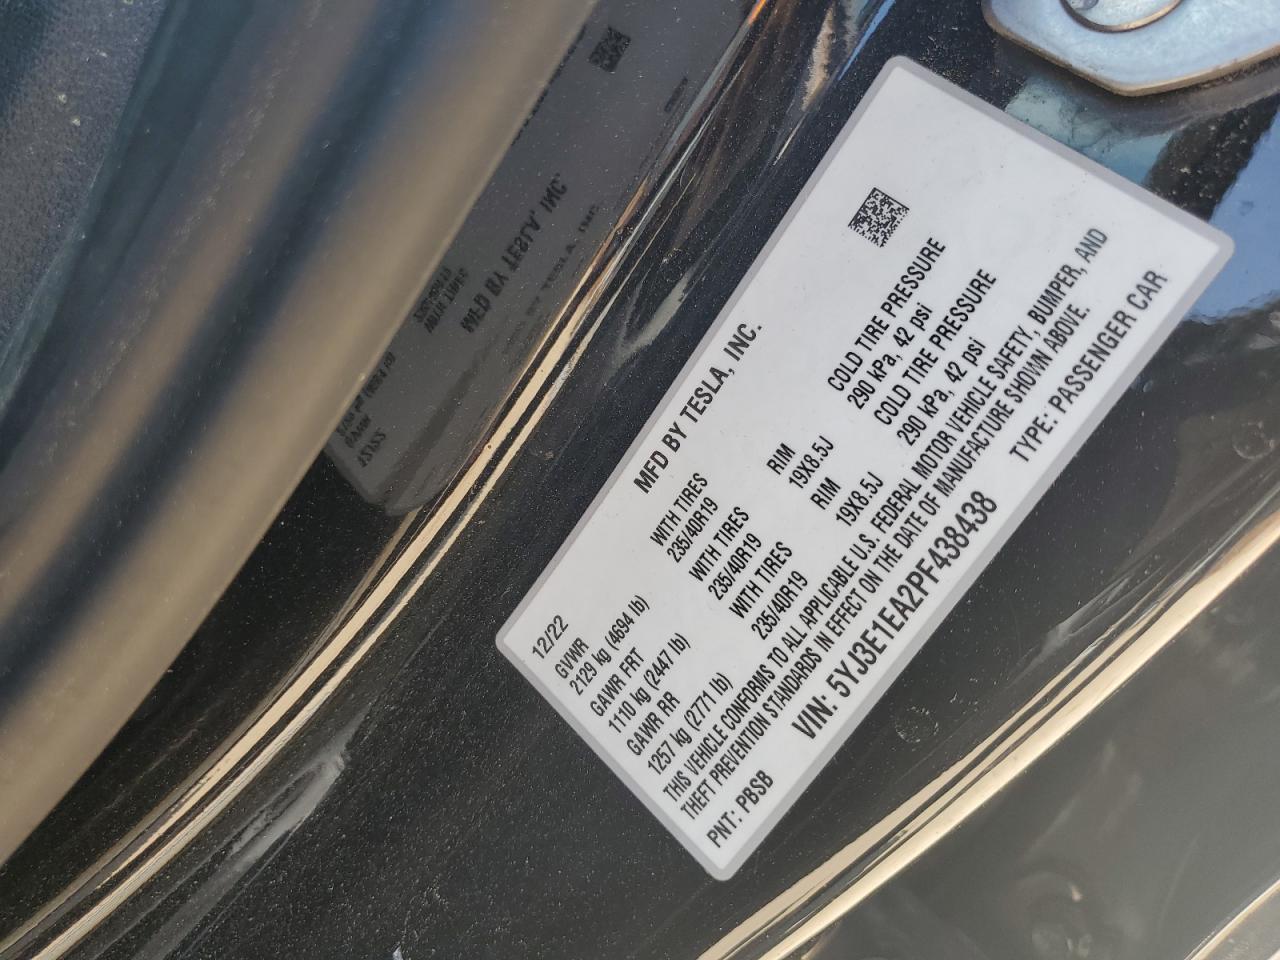 MFD BY TESLA, INC.
12/22
GVWR WITH TIRES RIM COLD TIRE PRESSURE
2129 kg (4694 lb) 235/40R19 19X8.5J 290 kPa, 42 psi
GAWR FRT WITH TIRES RIM COLD TIRE PRESSURE
1110 kg (2447 lb) 235/40R19 19X8.5J 290 kPa, 42 psi
GAWR RR WITH TIRES
1257 kg (2771 lb) 235/40R19
THIS VEHICLE CONFORMS TO ALL APPLICABLE U.S. FEDERAL MOTOR VEHICLE SAFETY, BUMPER, AND
THEFT PREVENTION STANDARDS IN EFFECT ON THE DATE OF MANUFACTURE SHOWN ABOVE.
VIN: 5YJ3E1EA2PF438438 TYPE: PASSENGER CAR
PNT: PBSB